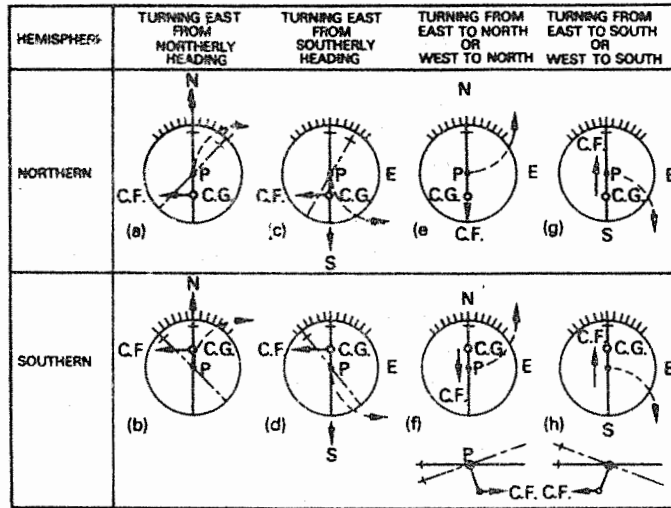 HEMISPHERE
TURNING EAST
FROM
NORTHERLY
HEADING
TURNING EAST
FROM
SOUTHERLY
HEADING
TURNING FROM
EAST TO NORTH
OR
WEST TO NORTH
TURNING FROM
EAST TO SOUTH
OR
WEST TO SOUTH
NORTHERN
N
P
C.F.
C.G.
(a)
P
C.F.
C.G.
(c)
S
N
P
E
C.G.
(e)
C.F.
C.F.
P
E
C.G.
(g)
S
SOUTHERN
N
C.F
C.G.
P
(b)
C.F.
C.G.
P
E
(d)
S
N
C.G.
P
E
C.F.
(f)
C.F.
C.G.
E
(h)
S
P
C.F.
C.F.